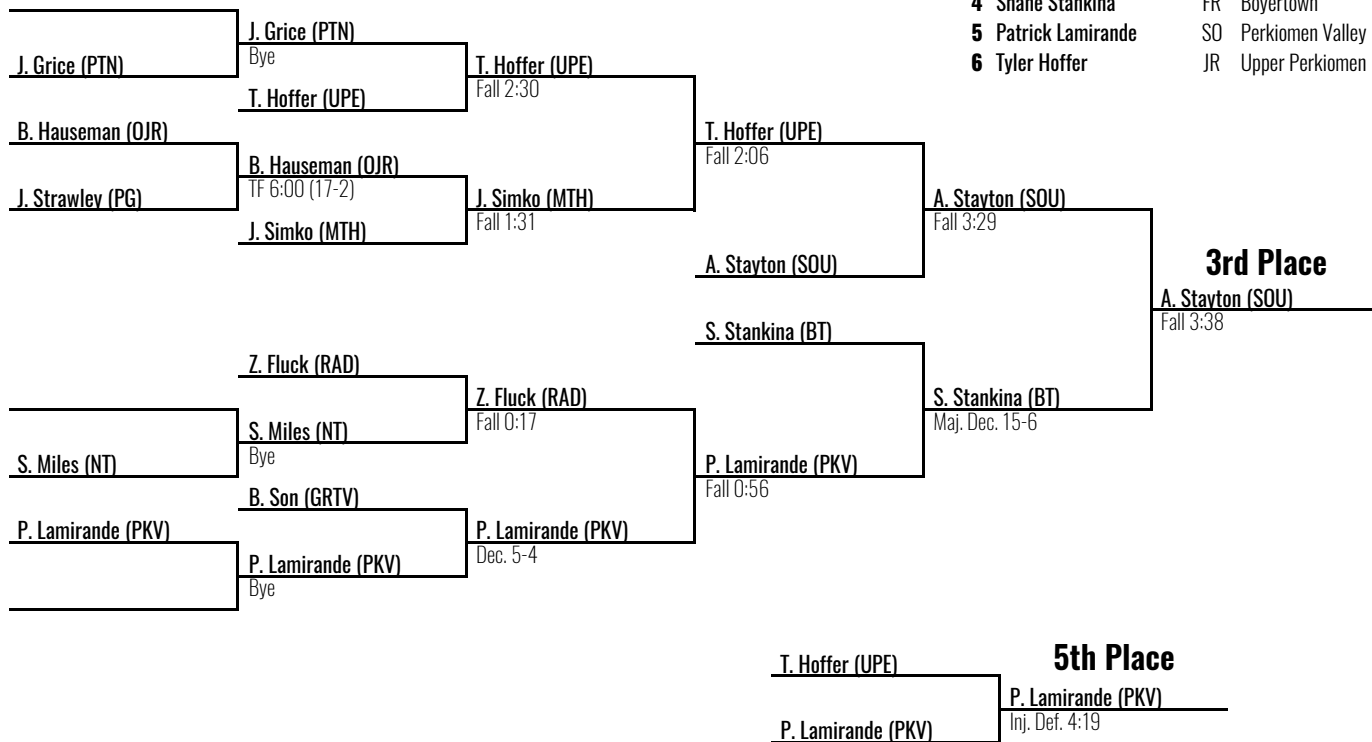 4 Shane Stankina FR Boyertown
5 Patrick Lamirande SO Perkiomen Valley
6 Tyler Hoffer JR Upper Perkiomen
J. Grice (PTN)
J. Grice (PTN)
Bye
T. Hoffer (UPE)
T. Hoffer (UPE)
Fall 2:30
B. Hauseman (OJR)
J. Strawley (PG)
B. Hauseman (OJR)
TF 6:00 (17-2)
J. Simko (MTH)
J. Simko (MTH)
Fall 1:31
T. Hoffer (UPE)
Fall 2:06
A. Stayton (SOU)
A. Stayton (SOU)
Fall 3:29
3rd Place
A. Stayton (SOU)
Fall 3:38
S. Stankina (BT)
Z. Fluck (RAD)
Z. Fluck (RAD)
Fall 0:17
S. Miles (NT)
S. Miles (NT)
Bye
S. Stankina (BT)
Maj. Dec. 15-6
P. Lamirande (PKV)
Fall 0:56
B. Son (GRTV)
P. Lamirande (PKV)
P. Lamirande (PKV)
Bye
P. Lamirande (PKV)
Dec. 5-4
5th Place
T. Hoffer (UPE)
P. Lamirande (PKV)
P. Lamirande (PKV)
Inj. Def. 4:19